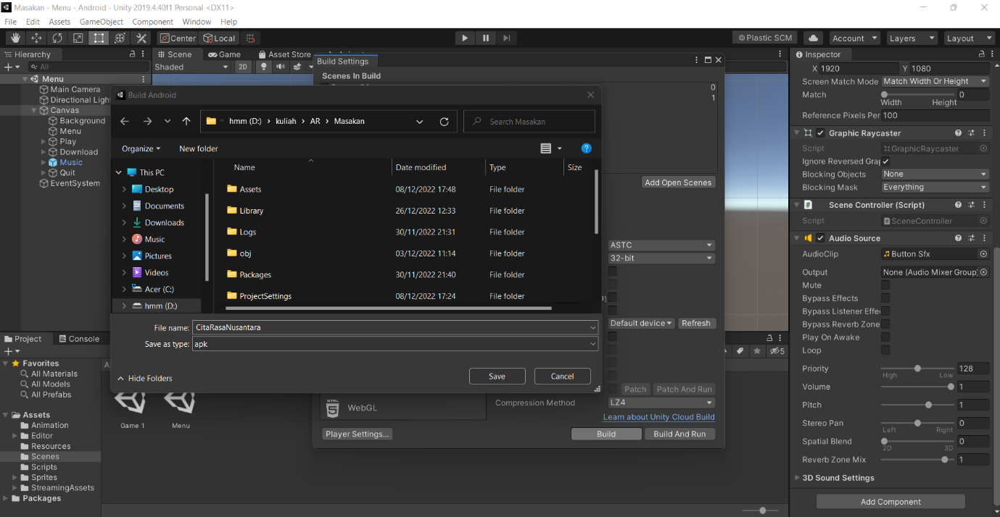 Masakan - Menu - Android - Unity 2019.4.40f1 Personal <DX11>
File Edit Assets GameObject Component Window Help
Center Local
Plastic SCM Account Layers Layout
Hierarchy
All
Menu
Main Camera
Directional Ligh
Canvas
Background
Menu
Play
Download
Music
Quit
EventSystem
Scene Game Asset Store
Shaded 2D
Build Settings
Scenes In Build
0
1
Add Open Scenes
ASTC
32-bit
Default device Refresh
Patch Patch And Run
WebGL
Compression Method LZ4
Learn about Unity Cloud Build
Player Settings... Build Build And Run
Build Android
hmm (D:) > kuliah > AR > Masakan
Search Masakan
Organize New folder
This PC
Desktop
Documents
Downloads
Music
Pictures
Videos
Acer (C:)
hmm (D:)
Name Date modified Type Size
Assets 08/12/2022 17:48 File folder
Library 26/12/2022 12:33 File folder
Logs 30/11/2022 21:31 File folder
obj 03/12/2022 11:14 File folder
Packages 30/11/2022 21:40 File folder
ProjectSettings 08/12/2022 17:24 File folder
File name: CitaRasaNusantara
Save as type: apk
Hide Folders Save Cancel
Project Console
5
Favorites
All Materials
All Models
All Prefabs
Assets
Animation
Editor
Resources
Scenes
Scripts
Sprites
StreamingAssets
Packages
Game 1 Menu
Inspector
X 1920 Y 1080
Screen Match Mode Match Width Or Height
Match 0
Width Height
Reference Pixels Per 100
Graphic Raycaster
Script GraphicRaycaster
Ignore Reversed Gra
Blocking Objects None
Blocking Mask Everything
Scene Controller (Script)
Script SceneController
Audio Source
AudioClip Button Sfx
Output None (Audio Mixer Group)
Mute
Bypass Effects
Bypass Listener Effe
Bypass Reverb Zone
Play On Awake
Loop
Priority 128
High Low
Volume 1
Pitch 1
Stereo Pan 0
Left Right
Spatial Blend 0
2D 3D
Reverb Zone Mix 1
3D Sound Settings
Add Component